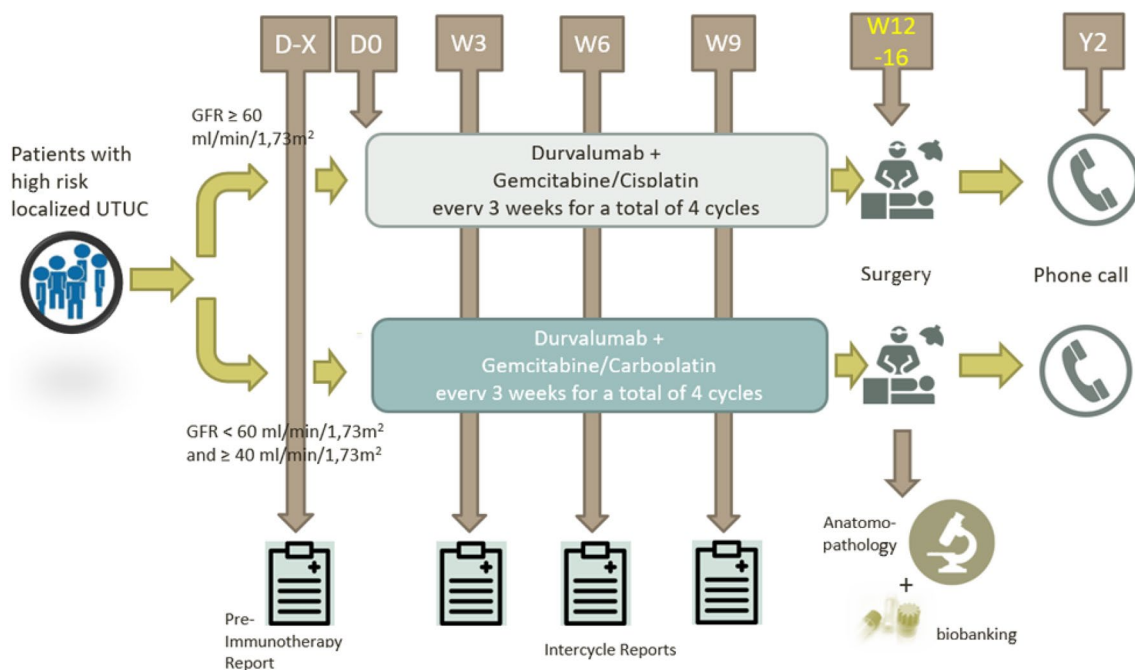 D-X
D0
W3
W6
W9
W12
-16
Y2
GFR ≥ 60
ml/min/1,73m²
Patients with
high risk
localized UTUC
Durvalumab +
Gemcitabine/Cisplatin
every 3 weeks for a total of 4 cycles
Surgery
Phone call
Durvalumab +
Gemcitabine/Carboplatin
every 3 weeks for a total of 4 cycles
GFR < 60 ml/min/1,73m²
and ≥ 40 ml/min/1,73m²
Anatomo-
pathology
+
biobanking
Pre-
Immunotherapy
Report
Intercycle Reports